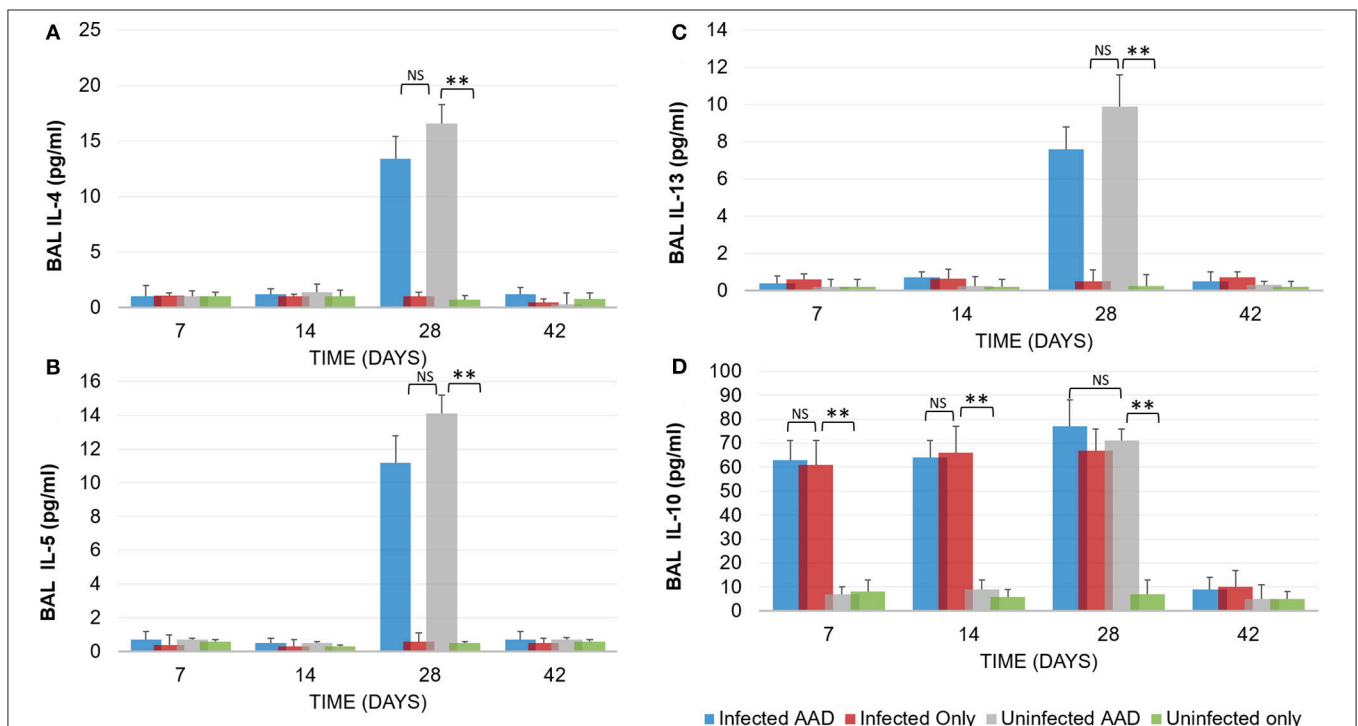 A
BAL IL-4 (pg/ml)
25
20
15
10
5
0
NS **
7 14 28 42
TIME (DAYS)
B
BAL IL-5 (pg/ml)
16
14
12
10
8
6
4
2
0
NS **
7 14 28 42
TIME (DAYS)
C
BAL IL-13 (pg/ml)
14
12
10
8
6
4
2
0
NS **
7 14 28 42
TIME (DAYS)
D
BAL IL-10 (pg/ml)
100
90
80
70
60
50
40
30
20
10
0
NS ** NS ** NS **
7 14 28 42
TIME (DAYS)
Infected AAD Infected Only Uninfected AAD Uninfected only